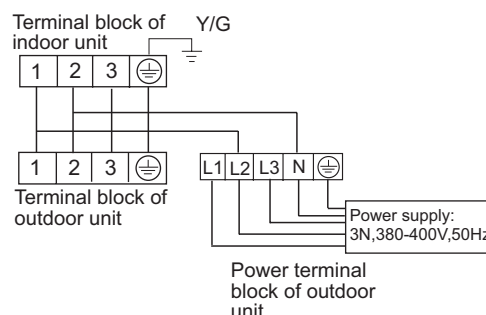 Terminal block of
indoor unit
Y/G
1 2 3
1 2 3
Terminal block of
outdoor unit
L1 L2 L3 N
Power supply:
3N,380-400V,50Hz
Power terminal
block of outdoor
unit